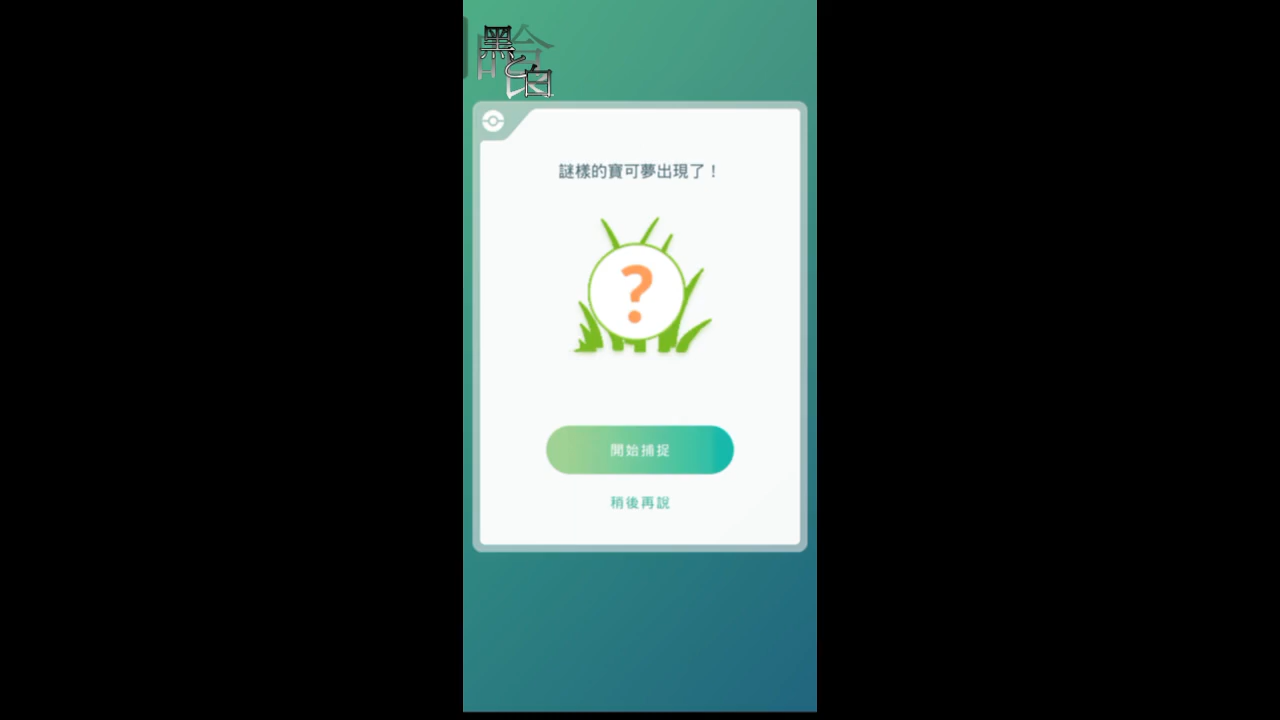 黑と白
謎樣的寶可夢出現了！
?
開始捕捉
稍後再說